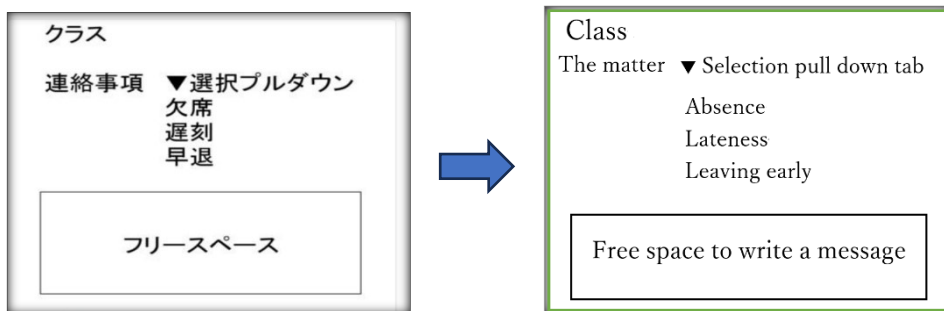 クラス
連絡事項 ▼選択プルダウン
欠席
遅刻
早退
フリースペース
Class
The matter ▼ Selection pull down tab
Absence
Lateness
Leaving early
Free space to write a message